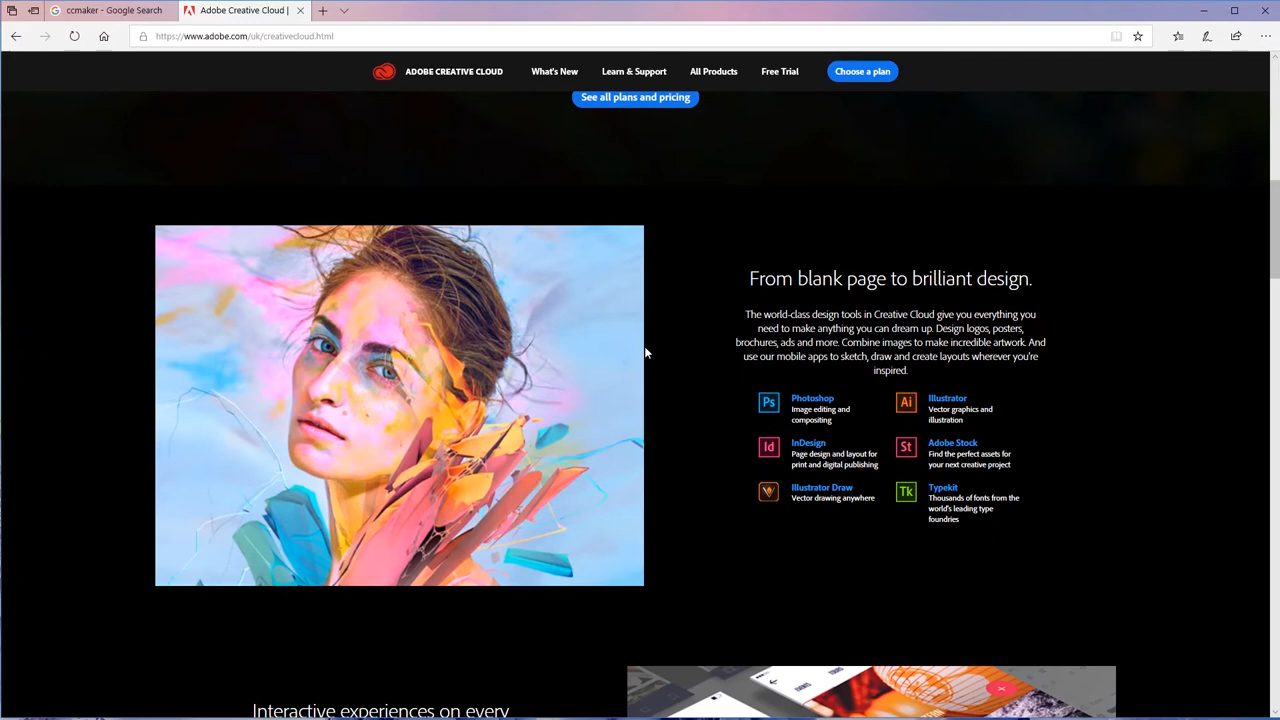 ccmaker - Google Search
Adobe Creative Cloud |
https://www.adobe.com/uk/creativecloud.html
ADOBE CREATIVE CLOUD
What's New
Learn & Support
All Products
Free Trial
Choose a plan
See all plans and pricing
From blank page to brilliant design.
The world-class design tools in Creative Cloud give you everything you
need to make anything you can dream up. Design logos, posters,
brochures, ads and more. Combine images to make incredible artwork. And
use our mobile apps to sketch, draw and create layouts wherever you're
inspired.
Ps
Photoshop
Image editing and
compositing
Ai
Illustrator
Vector graphics and
illustration
Id
InDesign
Page design and layout for
print and digital publishing
St
Adobe Stock
Find the perfect assets for
your next creative project
Illustrator Draw
Vector drawing anywhere
Tk
Typekit
Thousands of fonts from the
world's leading type
foundries
Interactive experiences on every